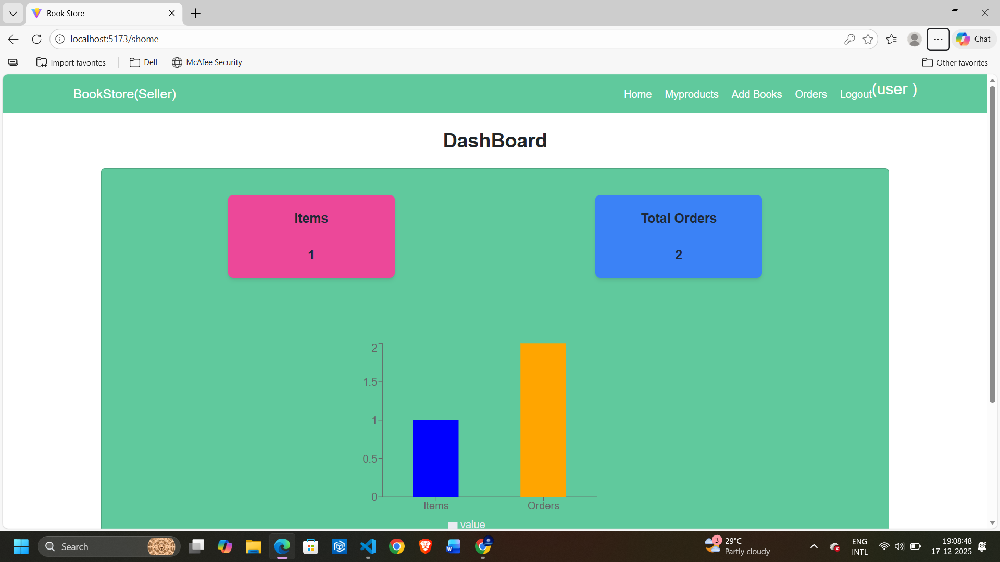 Book Store
localhost:5173/shome
Chat
Import favorites
Dell
McAfee Security
Other favorites
BookStore(Seller)
Home
Myproducts
Add Books
Orders
Logout(user )
DashBoard
Items
1
Total Orders
2
2
1.5
1
0.5
0
Items
Orders
value
Search
3
29°C
Partly cloudy
ENG
INTL
19:08:48
17-12-2025